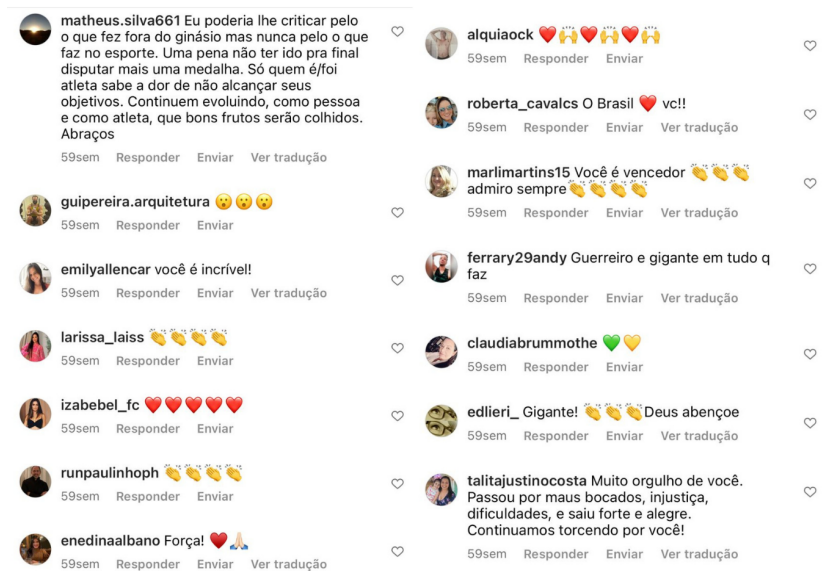 matheus.silva661 Eu poderia lhe criticar pelo
o que fez fora do ginásio mas nunca pelo o que
faz no esporte. Uma pena não ter ido pra final
disputar mais uma medalha. Só quem é/foi
atleta sabe a dor de não alcançar seus
objetivos. Continuem evoluindo, como pessoa
e como atleta, que bons frutos serão colhidos.
Abraços
59sem Responder Enviar Ver tradução
guipereira.arquitetura 😮😮😮
59sem Responder Enviar
emilyallencar você é incrível!
59sem Responder Enviar Ver tradução
larissa_laiss 👏👏👏👏
59sem Responder Enviar
izabebel_fc ❤️❤️❤️❤️❤️
59sem Responder Enviar
runpaulinhoph 👏👏👏👏
59sem Responder Enviar
enedinaalbano Força! ❤️🙏🏻
59sem Responder Enviar Ver tradução
alquiaock ❤️🙌❤️🙌❤️🙌
59sem Responder Enviar
roberta_cavalcs O Brasil ❤️ vc!!
59sem Responder Enviar Ver tradução
marlimartins15 Você é vencedor 👏👏👏
admiro sempre👏👏👏👏
59sem Responder Enviar Ver tradução
ferrary29andy Guerreiro e gigante em tudo q
faz
59sem Responder Enviar Ver tradução
claudiabrummothe 💚💛
59sem Responder Enviar
edlieri_ Gigante! 👏👏👏Deus abençoe
59sem Responder Enviar Ver tradução
talitajustinocosta Muito orgulho de você.
Passou por maus bocados, injustiça,
dificuldades, e saiu forte e alegre.
Continuamos torcendo por você!
59sem Responder Enviar Ver tradução